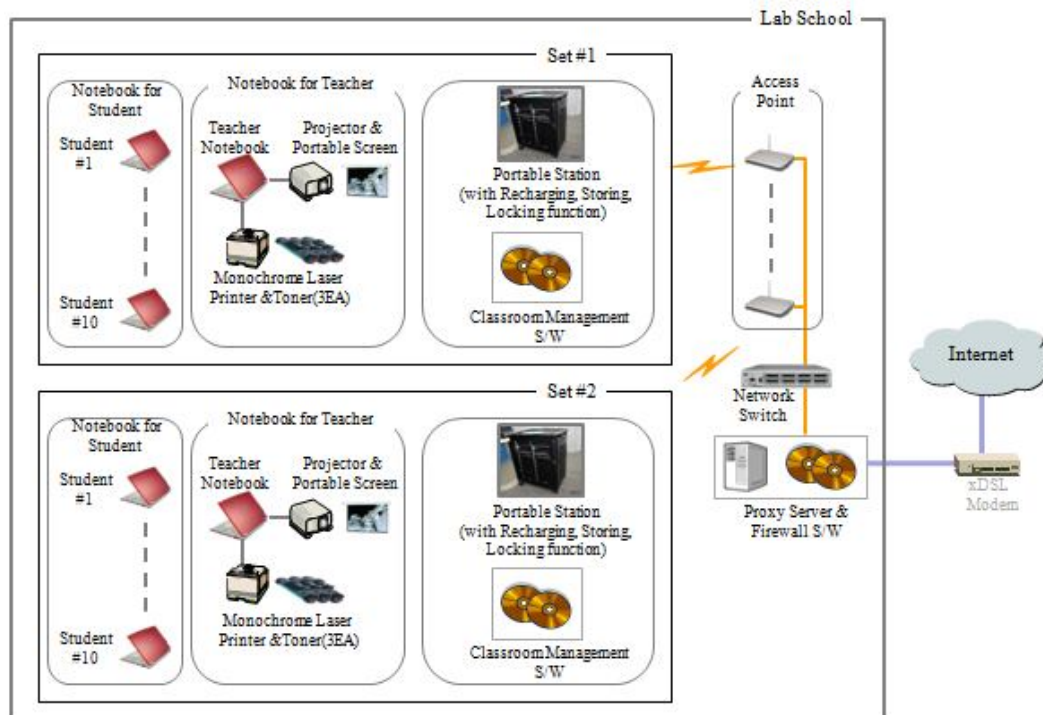 Lab School
Set #1
Notebook for
Student
Student
#1
Student
#10
Notebook for Teacher
Teacher
Notebook
Projector &
Portable Screen
Monochrome Laser
Printer &Toner(3EA)
Portable Station
(with Recharging, Storing,
Locking function)
Classroom Management
S/W
Access
Point
Network
Switch
Proxy Server &
Firewall S/W
Internet
xDSL
Modem
Set #2
Notebook for
Student
Student
#1
Student
#10
Notebook for Teacher
Teacher
Notebook
Projector &
Portable Screen
Monochrome Laser
Printer &Toner(3EA)
Portable Station
(with Recharging, Storing,
Locking function)
Classroom Management
S/W